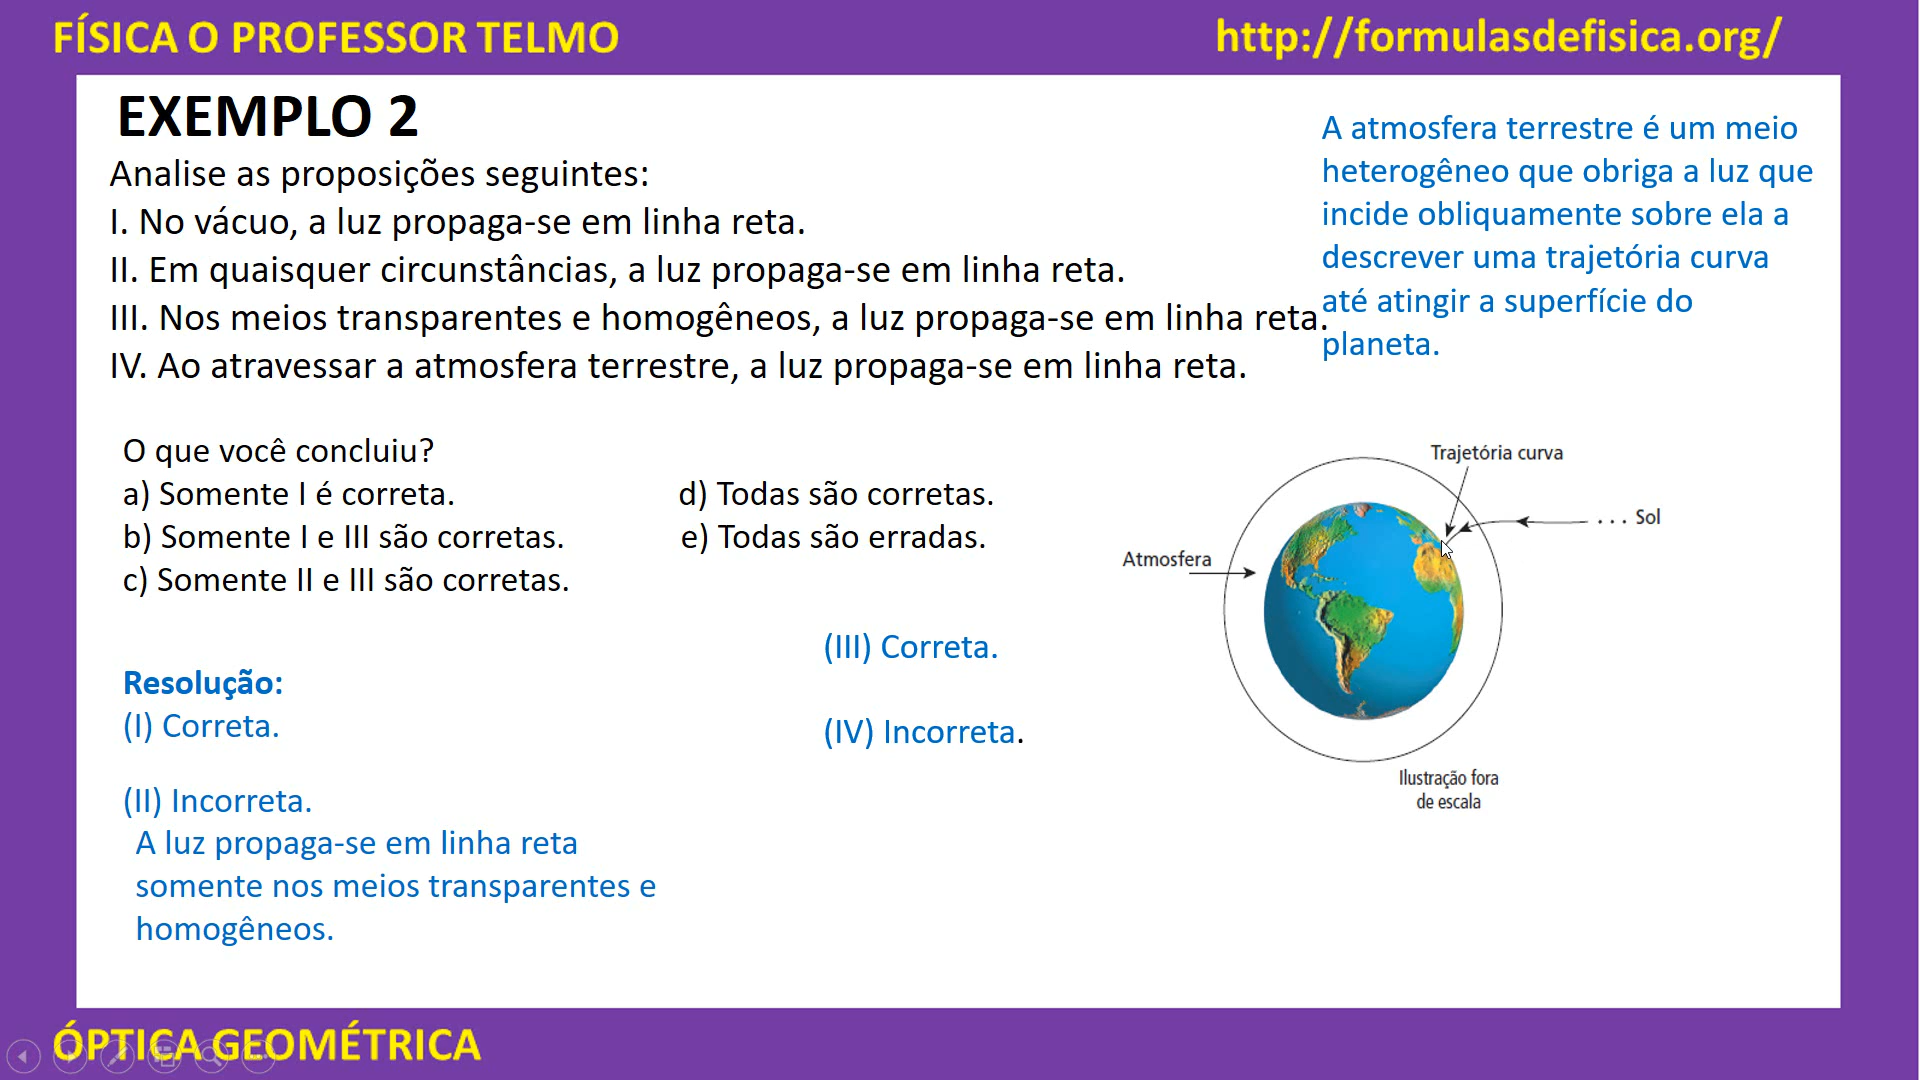 FÍSICA O PROFESSOR TELMO
http://formulasdefisica.org/
EXEMPLO 2
Analise as proposições seguintes:
I. No vácuo, a luz propaga-se em linha reta.
II. Em quaisquer circunstâncias, a luz propaga-se em linha reta.
III. Nos meios transparentes e homogêneos, a luz propaga-se em linha reta.
IV. Ao atravessar a atmosfera terrestre, a luz propaga-se em linha reta.
A atmosfera terrestre é um meio
heterogêneo que obriga a luz que
incide obliquamente sobre ela a
descrever uma trajetória curva
até atingir a superfície do
planeta.
O que você concluiu?
a) Somente I é correta.
b) Somente I e III são corretas.
c) Somente II e III são corretas.
d) Todas são corretas.
e) Todas são erradas.
Resolução:
(I) Correta.
(II) Incorreta.
A luz propaga-se em linha reta
somente nos meios transparentes e
homogêneos.
(III) Correta.
(IV) Incorreta.
Trajetória curva
... Sol
Atmosfera
Ilustração fora
de escala
ÓPTICA GEOMÉTRICA